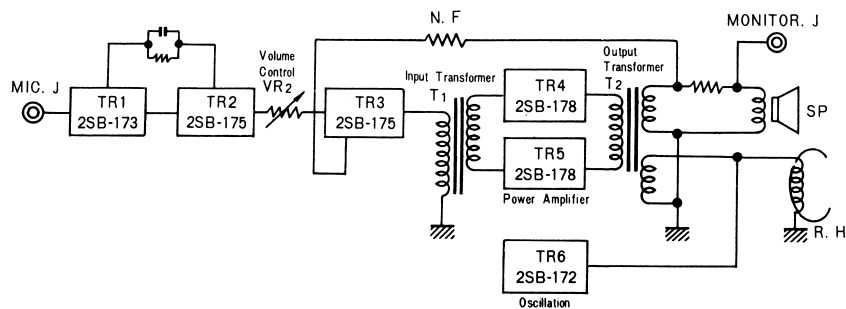 N. F
MONITOR. J
Volume
Control
VR2
Output
Transformer
T2
MIC. J
Input Transformer
T1
TR1
2SB-173
TR2
2SB-175
TR3
2SB-175
TR4
2SB-178
SP
TR5
2SB-178
Power Amplifier
R. H
TR6
2SB-172
Oscillation